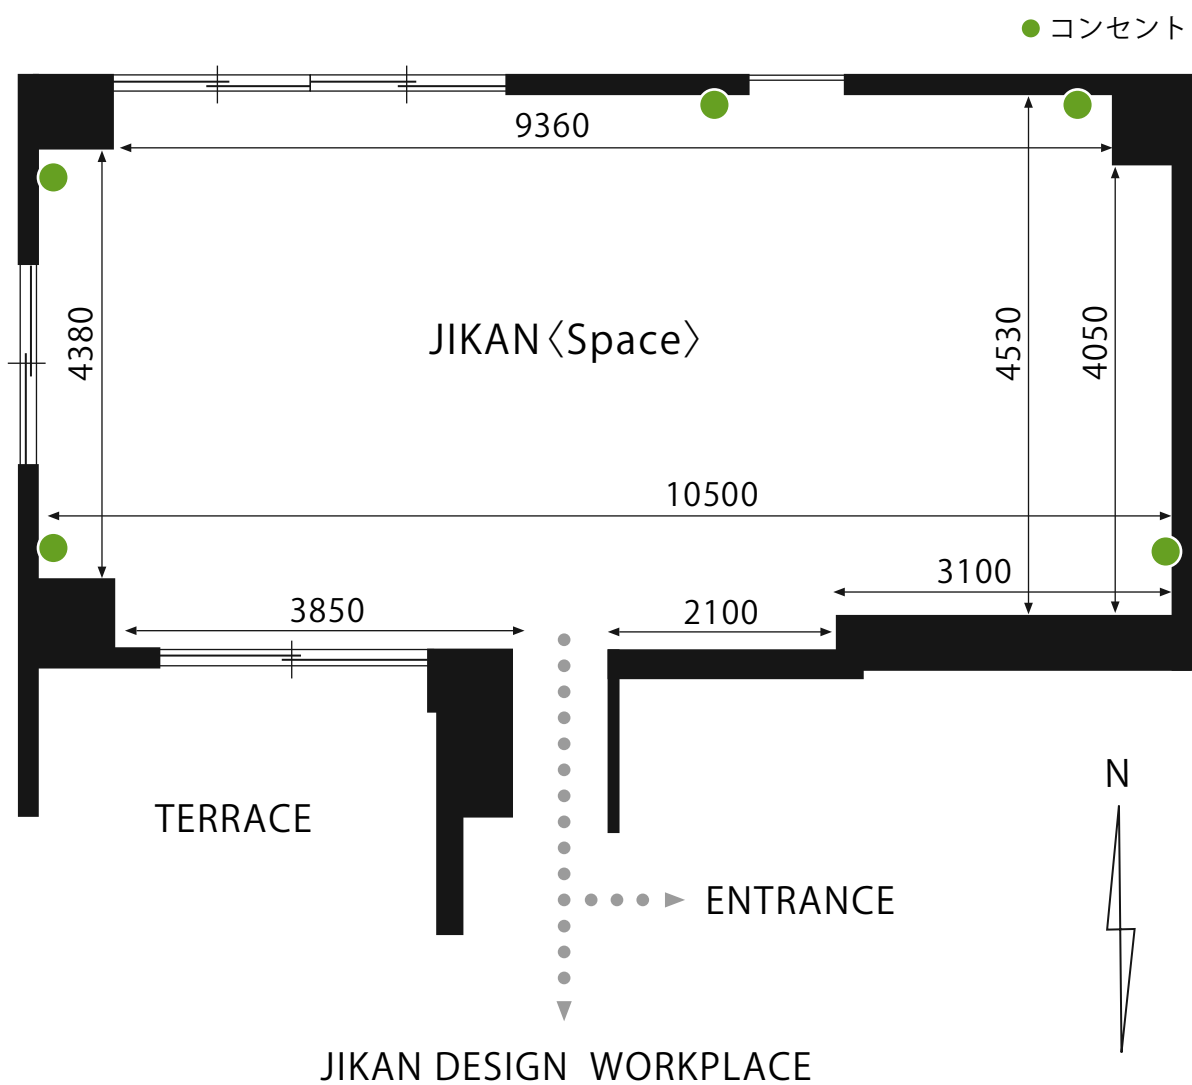 コンセント
9360
4380
JIKAN〈Space〉
4530
4050
10500
3100
3850
2100
N
TERRACE
ENTRANCE
JIKAN DESIGN WORKPLACE